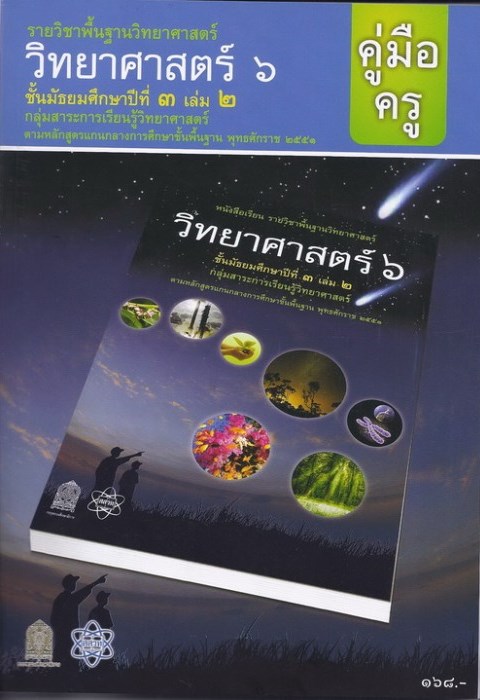 รายวิชาพื้นฐานวิทยาศาสตร์
วิทยาศาสตร์ ๖
ชั้นมัธยมศึกษาปีที่ ๓ เล่ม ๒
กลุ่มสาระการเรียนรู้วิทยาศาสตร์
ตามหลักสูตรแกนกลางการศึกษาขั้นพื้นฐาน พุทธศักราช ๒๕๕๑
คู่มือ
ครู
หนังสือเรียน รายวิชาพื้นฐานวิทยาศาสตร์
วิทยาศาสตร์ ๖
ชั้นมัธยมศึกษาปีที่ ๓ เล่ม ๒
กลุ่มสาระการเรียนรู้วิทยาศาสตร์
ตามหลักสูตรแกนกลางการศึกษาขั้นพื้นฐาน พุทธศักราช ๒๕๕๑
สสวท
สสวท
๑๖๘.-